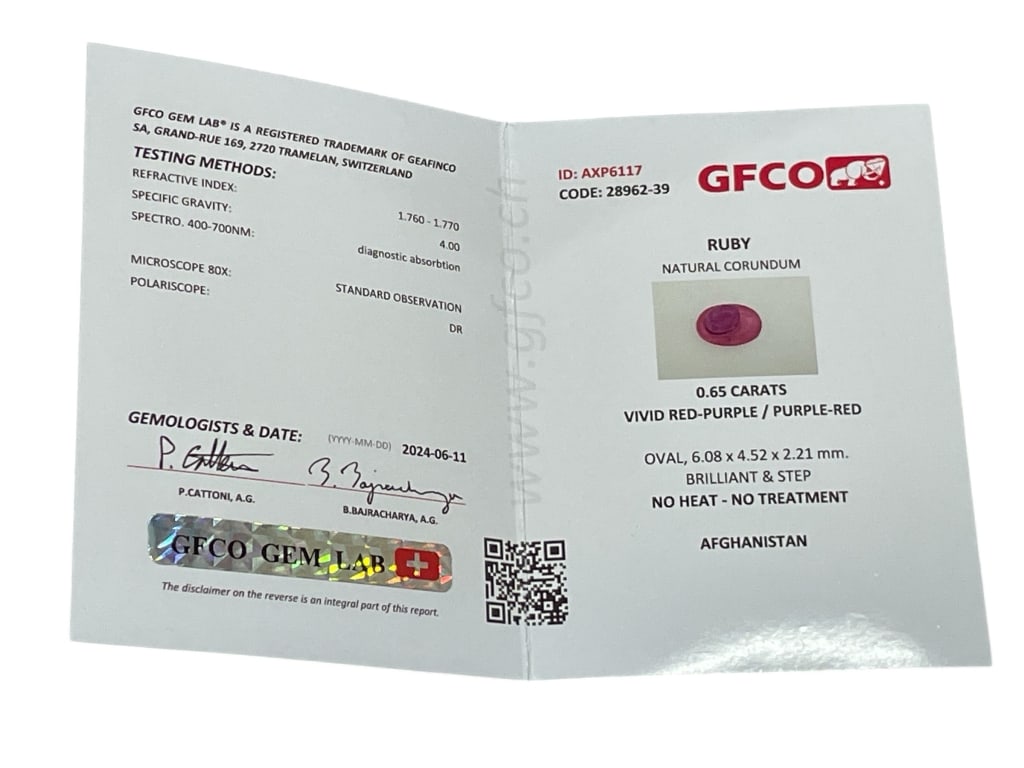 GFCO GEM LAB® IS A REGISTERED TRADEMARK OF GEAFINCO
SA, GRAND-RUE 169, 2720 TRAMELAN, SWITZERLAND
TESTING METHODS:
REFRACTIVE INDEX: 1.760 - 1.770
SPECIFIC GRAVITY: 4.00
SPECTRO. 400-700NM: diagnostic absorbtion
MICROSCOPE 80X: STANDARD OBSERVATION
POLARISCOPE: DR
GEMOLOGISTS & DATE: (YYYY-MM-DD) 2024-06-11
P. Cattoni B. Bajracharya
P.CATTONI, A.G. B.BAJRACHARYA, A.G.
GFCO GEM LAB
The disclaimer on the reverse is an integral part of this report.
www.gfco.ch
ID: AXP6117
CODE: 28962-39
GFCO
RUBY
NATURAL CORUNDUM
0.65 CARATS
VIVID RED-PURPLE / PURPLE-RED
OVAL, 6.08 x 4.52 x 2.21 mm.
BRILLIANT & STEP
NO HEAT - NO TREATMENT
AFGHANISTAN